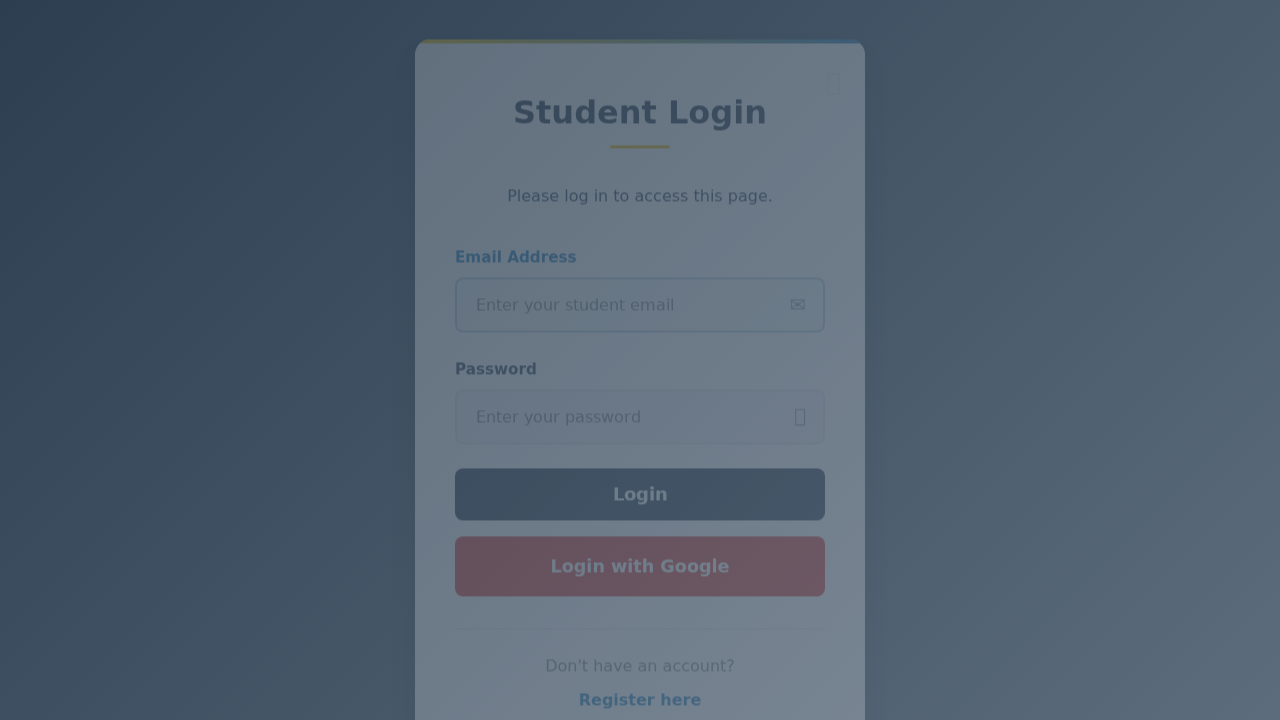 Student Login
Please log in to access this page.
Email Address
Enter your student email
Password
Enter your password
Login
Login with Google
Don't have an account?
Register here